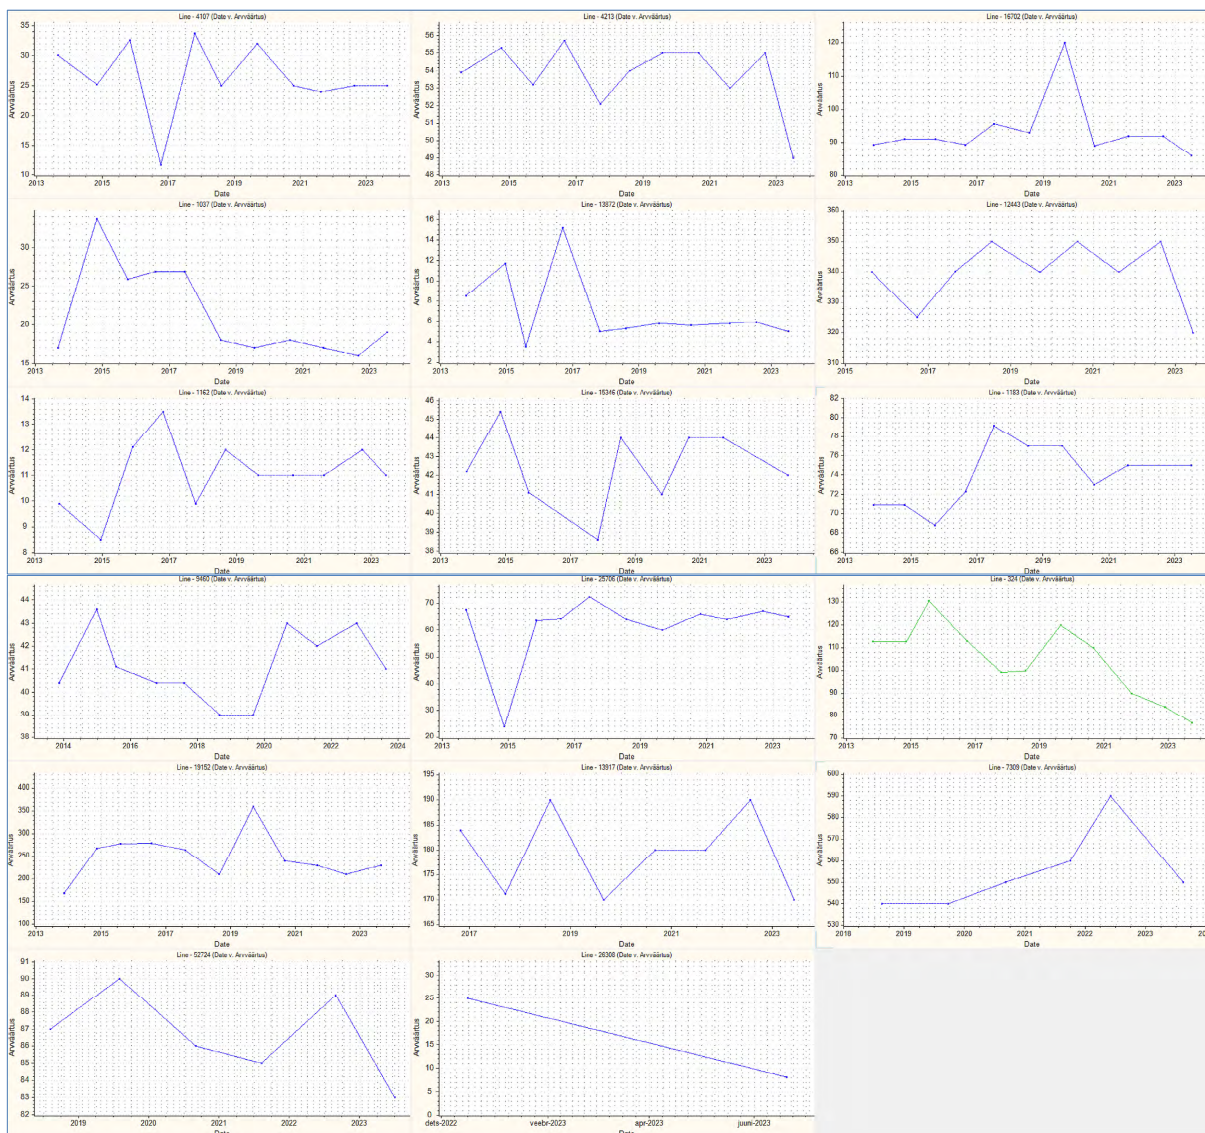 Line - 4107 (Date v. Arvväärtus)
Arvväärtus
35
30
25
20
15
10
2013 2015 2017 2019 2021 2023
Date
Line - 4213 (Date v. Arvväärtus)
Arvväärtus
56
55
54
53
52
51
50
49
48
2013 2015 2017 2019 2021 2023
Date
Line - 16702 (Date v. Arvväärtus)
Arvväärtus
120
110
100
90
80
2013 2015 2017 2019 2021 2023
Date
Line - 1037 (Date v. Arvväärtus)
Arvväärtus
30
26
20
15
2013 2015 2017 2019 2021 2023
Date
Line - 13872 (Date v. Arvväärtus)
Arvväärtus
16
14
12
10
8
6
4
2
2013 2015 2017 2019 2021 2023
Date
Line - 12443 (Date v. Arvväärtus)
Arvväärtus
360
350
340
330
320
310
2015 2017 2019 2021 2023
Date
Line - 1162 (Date v. Arvväärtus)
Arvväärtus
14
13
12
11
10
9
8
2013 2015 2017 2019 2021 2023
Date
Line - 15346 (Date v. Arvväärtus)
Arvväärtus
46
45
44
43
42
41
40
39
38
2013 2015 2017 2019 2021 2023
Date
Line - 1183 (Date v. Arvväärtus)
Arvväärtus
82
80
78
76
74
72
70
68
66
2013 2015 2017 2019 2021 2023
Date
Line - 9460 (Date v. Arvväärtus)
Arvväärtus
44
43
42
41
40
39
38
2014 2016 2018 2020 2022 2024
Date
Line - 25706 (Date v. Arvväärtus)
Arvväärtus
70
60
50
40
30
20
2013 2015 2017 2019 2021 2023
Date
Line - 324 (Date v. Arvväärtus)
Arvväärtus
130
120
110
100
90
80
70
2013 2015 2017 2019 2021 2023
Date
Line - 19152 (Date v. Arvväärtus)
Arvväärtus
400
350
300
250
200
150
100
2013 2015 2017 2019 2021 2023
Date
Line - 13917 (Date v. Arvväärtus)
Arvväärtus
195
190
185
180
175
170
165
2017 2019 2021 2023
Date
Line - 7309 (Date v. Arvväärtus)
Arvväärtus
600
590
580
570
560
550
540
530
2018 2019 2020 2021 2022 2023
Date
Line - 52724 (Date v. Arvväärtus)
Arvväärtus
91
90
89
88
87
86
85
84
83
82
2019 2020 2021 2022 2023
Date
Line - 26308 (Date v. Arvväärtus)
Arvväärtus
30
25
20
15
10
5
0
dets-2022 veebr-2023 apr-2023 juuni-2023
Date